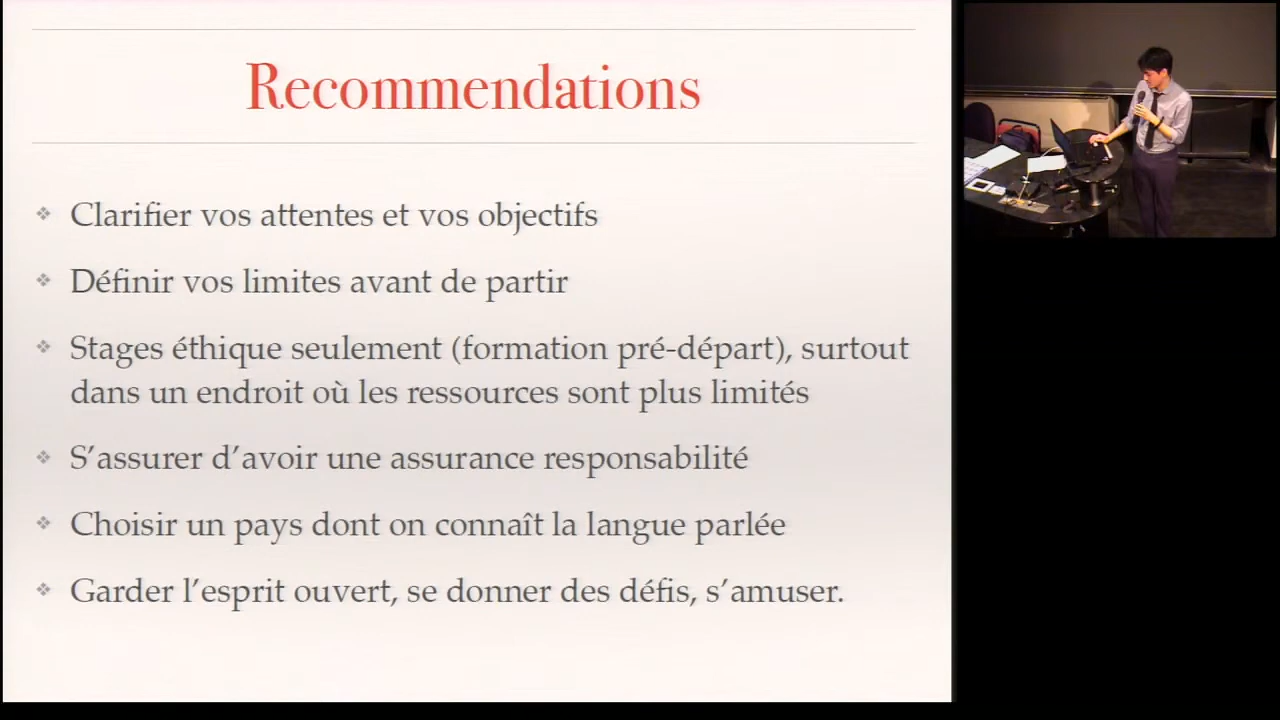 Recommendations
Clarifier vos attentes et vos objectifs
Définir vos limites avant de partir
Stages éthique seulement (formation pré-départ), surtout
dans un endroit où les ressources sont plus limités
S’assurer d’avoir une assurance responsabilité
Choisir un pays dont on connaît la langue parlée
Garder l’esprit ouvert, se donner des défis, s’amuser.